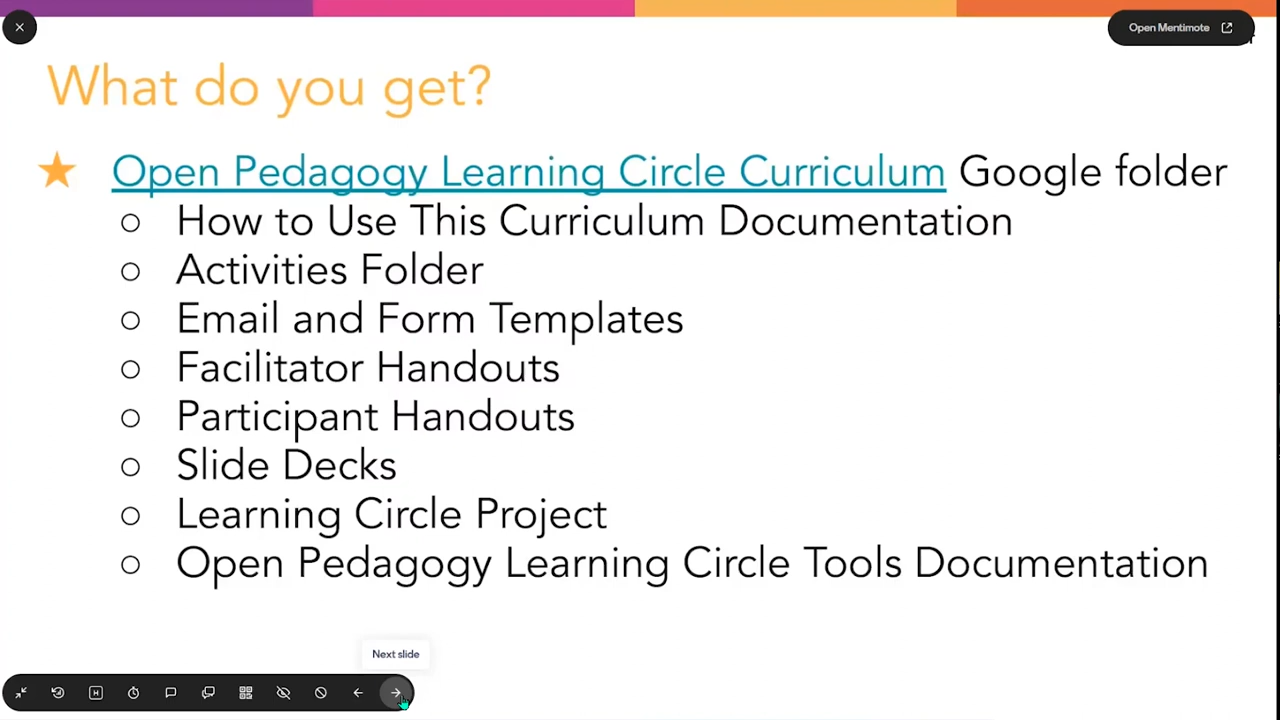 Open Mentimote
What do you get?
Open Pedagogy Learning Circle Curriculum Google folder
How to Use This Curriculum Documentation
Activities Folder
Email and Form Templates
Facilitator Handouts
Participant Handouts
Slide Decks
Learning Circle Project
Open Pedagogy Learning Circle Tools Documentation
Next slide
H